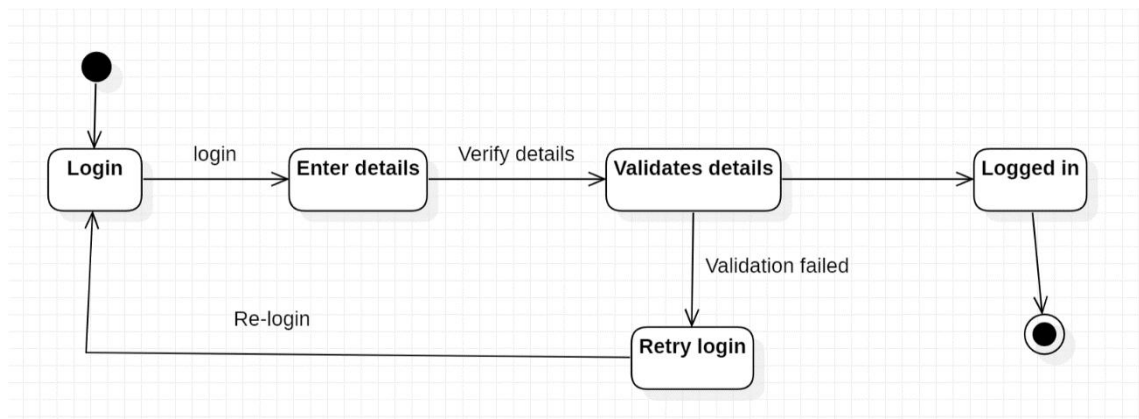 Login
login
Enter details
Verify details
Validates details
Logged in
Validation failed
Re-login
Retry login